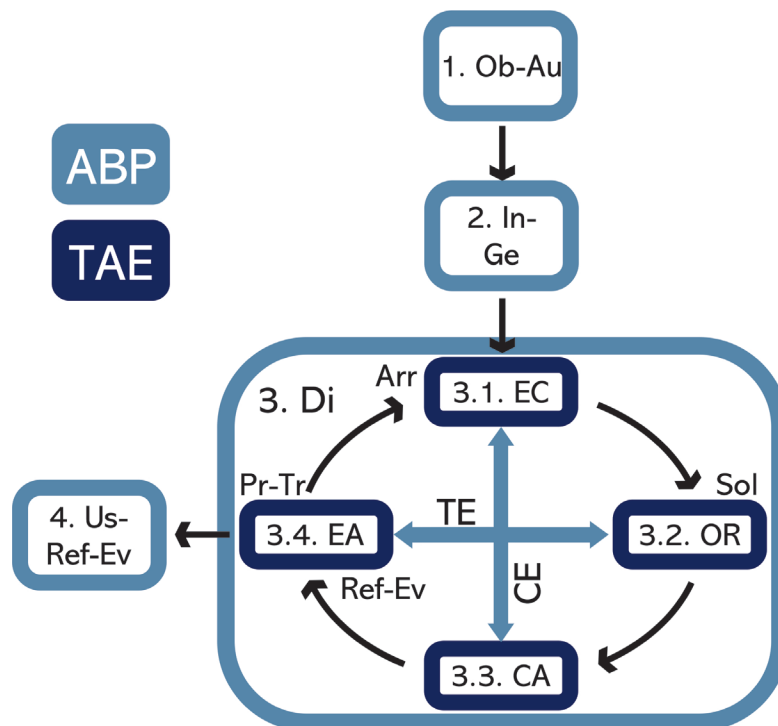 1. Ob-Au
ABP
TAE
2. In-
Ge
3. Di
Arr
3.1. EC
Pr-Tr
TE
Sol
4. Us-
Ref-Ev
3.4. EA
3.2. OR
Ref-Ev
CE
3.3. CA